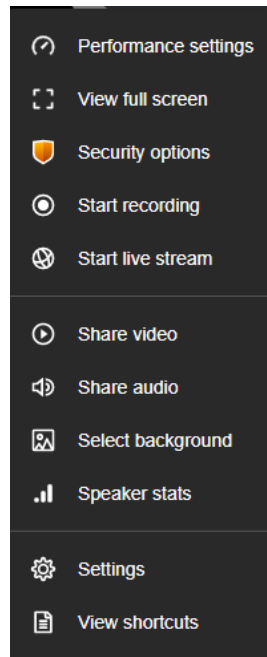 Performance settings
View full screen
Security options
Start recording
Start live stream
Share video
Share audio
Select background
Speaker stats
Settings
View shortcuts